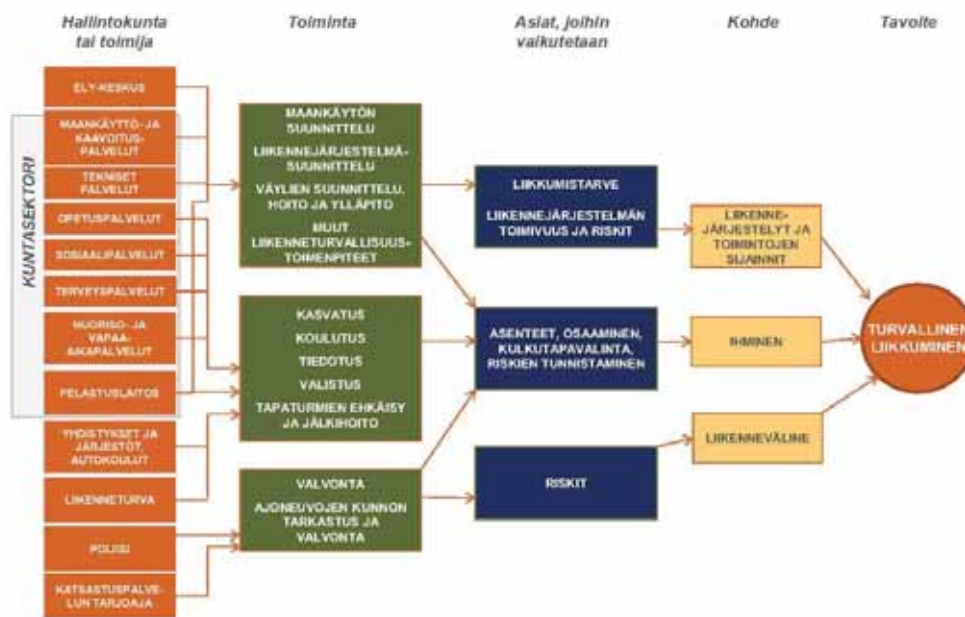 Hallintokunta
tai toimija
Toiminta
Asiat, joihin
vaikutetaan
Kohde
Tavoite
KUNTASEKTORI
ELY-KESKUS
MAANKÄYTTÖ- JA
KAAVOITUS-
PALVELUT
TEKNISET
PALVELUT
OPETUSPALVELUT
SOSIAALIPALVELUT
TERVEYSPALVELUT
NUORISO- JA
VAPAA-
AIKAPALVELUT
PELASTUSLAITOS
YHDISTYKSET JA
JÄRJESTÖT,
AUTOKOULUT
LIIKENNETURVA
POLIISI
KATSASTUSPALVE-
LUN TARJOAJA
MAANKÄYTÖN
SUUNNITTELU
LIIKENNEJÄRJESTELMÄ-
SUUNNITTELU
VÄYLIEN SUUNNITTELU,
HOITO JA YLLÄPITO
MUUT
LIIKENNETURVALLISUUS-
TOIMENPITEET
KASVATUS
KOULUTUS
TIEDOTUS
VALISTUS
TAPATURMIEN EHKÄISY
JA JÄLKIHOITO
VALVONTA
AJONEUVOJEN KUNNON
TARKASTUS JA
VALVONTA
LIIKKUMISTARVE
LIIKENNEJÄRJESTELMÄN
TOIMIVUUS JA RISKIT
ASENTEET, OSAAMINEN,
KULKUTAPAVALINTA,
RISKIEN TUNNISTAMINEN
RISKIT
LIIKENNE-
JÄRJESTELYT JA
TOIMINTOJEN
SIJAINNIT
IHMINEN
LIIKENNEVÄLINE
TURVALLINEN
LIIKKUMINEN